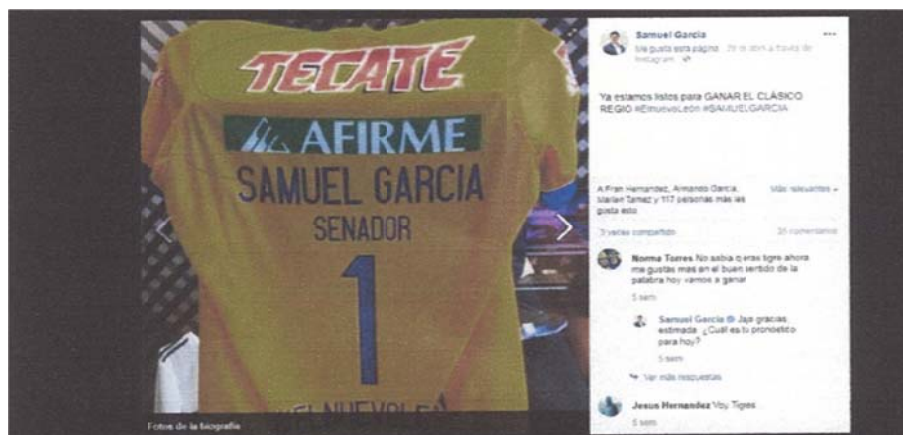 TECATE
AFIRME
SAMUEL GARCIA
SENADOR
1
Fotos de la biografía
Samuel García
Me gusta esta página
Instagram
Ya estamos listos para GANAR EL CLÁSICO
REGIO #ElnuevoLeón #SAMUELGARCIA
A Fran Hernandez, Armando García,
Marian Tamez y 117 personas más les
gusta esto
Más relevantes
3 veces compartido
comentarios
Norma Torres No sabia q eras tigre ahora
me gustas mas en el buen sentido de la
palabra hoy vamos a ganar
5 sem
Samuel García Jaja gracias
estimada ¿Cuál es tu pronóstico
para hoy?
5 sem
Ver más respuestas
Jesus Hernandez Voy Tigres
5 sem